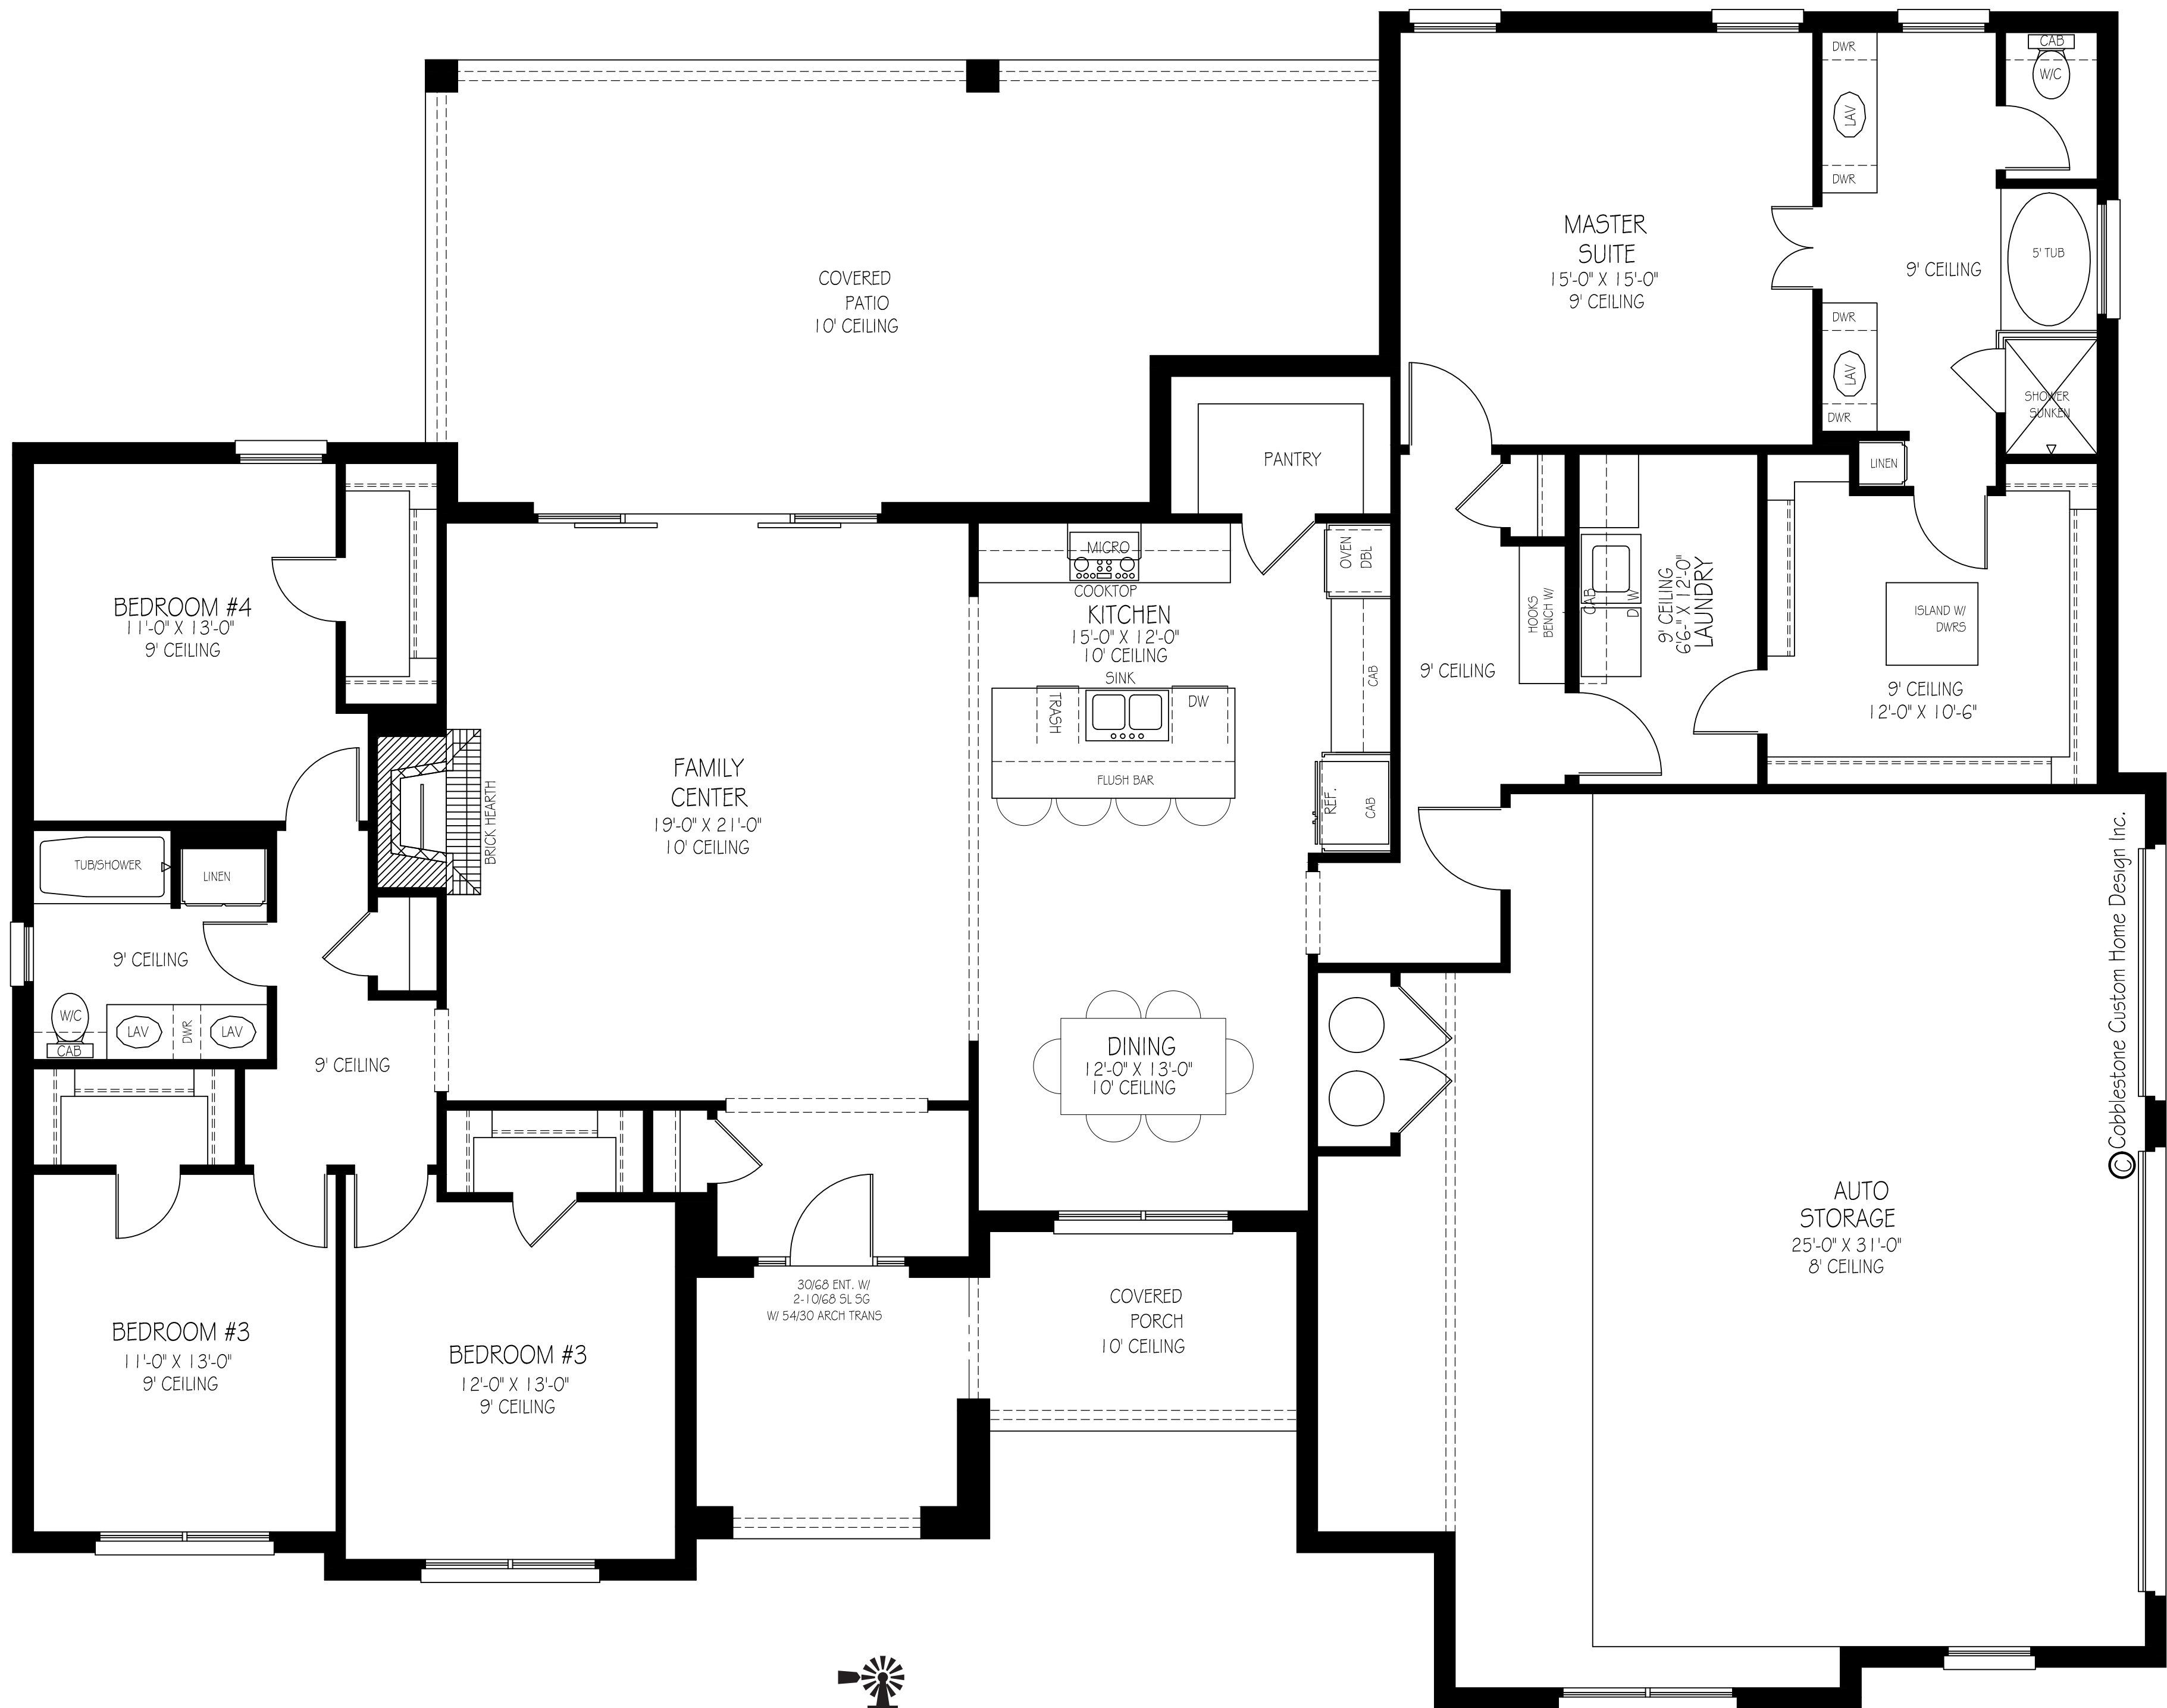 DWR
CAB
W/C
LAV
DWR
MASTER
SUITE
15'-0" X 15'-0"
9' CEILING
9' CEILING
5' TUB
DWR
LAV
DWR
SHOWER
SUNKEN
COVERED
PATIO
10' CEILING
PANTRY
LINEN
MICRO
COOKTOP
OVEN
DBL
KITCHEN
15'-0" X 12'-0"
10' CEILING
SINK
TRASH
DW
FLUSH BAR
CAB
REF.
CAB
HOOKS
BENCH W/
9' CEILING
CAB
D W
9' CEILING
6'6-" X 12'-0"
LAUNDRY
ISLAND W/
DWRS
9' CEILING
12'-0" X 10'-6"
BEDROOM #4
11'-0" X 13'-0"
9' CEILING
FAMILY
CENTER
19'-0" X 21'-0"
10' CEILING
BRICK HEARTH
TUB/SHOWER
LINEN
9' CEILING
W/C
CAB
LAV
DWR
LAV
9' CEILING
DINING
12'-0" X 13'-0"
10' CEILING
© Cobblestone Custom Home Design Inc.
AUTO
STORAGE
25'-0" X 31'-0"
8' CEILING
30/68 ENT. W/
2-10/68 SL SG
W/ 54/30 ARCH TRANS
COVERED
PORCH
10' CEILING
BEDROOM #3
11'-0" X 13'-0"
9' CEILING
BEDROOM #3
12'-0" X 13'-0"
9' CEILING